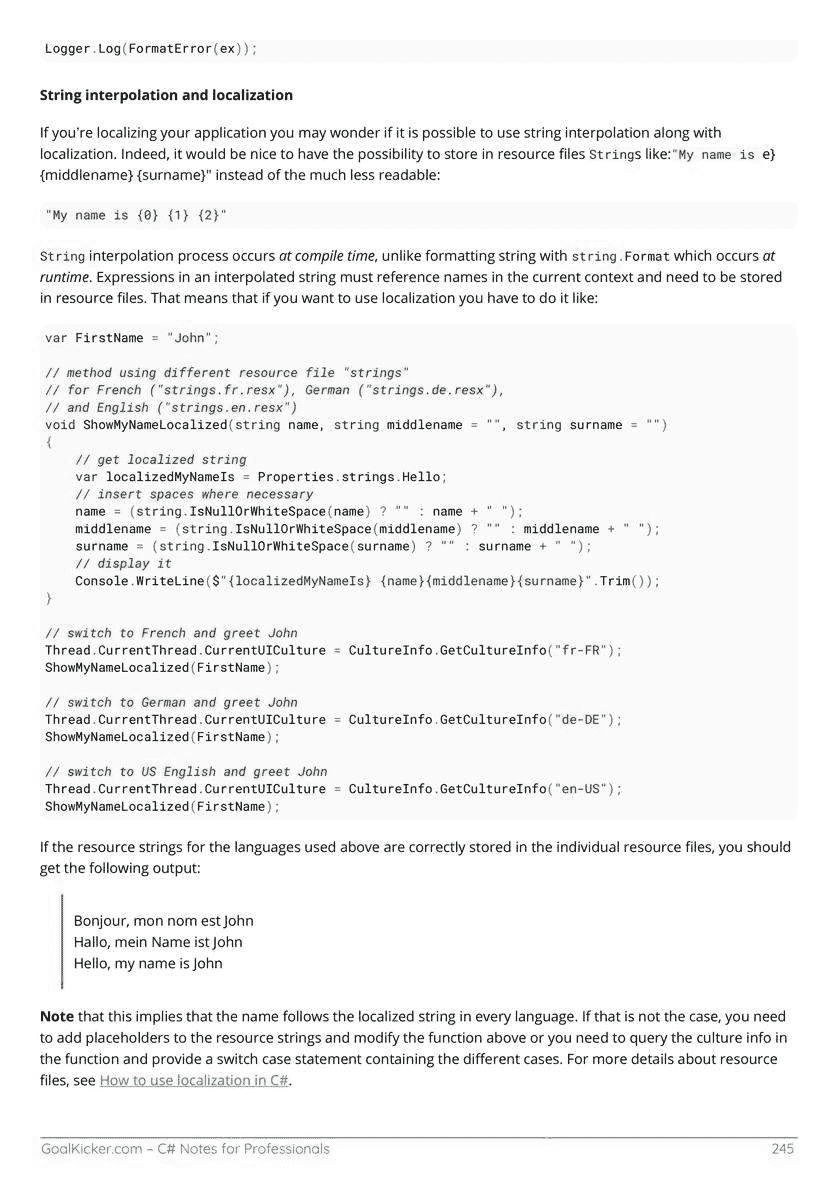 Logger.Log(FormatError(ex));
String interpolation and localization
If you're localizing your application you may wonder if it is possible to use string interpolation along with
localization. Indeed, it would be nice to have the possibility to store in resource files Strings like:"My name is e}
{middlename} {surname}" instead of the much less readable:
"My name is {0} {1} {2}"
String interpolation process occurs at compile time, unlike formatting string with string.Format which occurs at
runtime. Expressions in an interpolated string must reference names in the current context and need to be stored
in resource files. That means that if you want to use localization you have to do it like:
var FirstName = "John";
// method using different resource file "strings"
// for French ("strings.fr.resx"), German ("strings.de.resx"),
// and English ("strings.en.resx")
void ShowMyNameLocalized(string name, string middlename = "", string surname = "")
{
    // get localized string
    var localizedMyNameIs = Properties.strings.Hello;
    // insert spaces where necessary
    name = (string.IsNullOrWhiteSpace(name) ? "" : name + " ");
    middlename = (string.IsNullOrWhiteSpace(middlename) ? "" : middlename + " ");
    surname = (string.IsNullOrWhiteSpace(surname) ? "" : surname + " ");
    // display it
    Console.WriteLine($"{localizedMyNameIs} {name}{middlename}{surname}".Trim());
}
// switch to French and greet John
Thread.CurrentThread.CurrentUICulture = CultureInfo.GetCultureInfo("fr-FR");
ShowMyNameLocalized(FirstName);
// switch to German and greet John
Thread.CurrentThread.CurrentUICulture = CultureInfo.GetCultureInfo("de-DE");
ShowMyNameLocalized(FirstName);
// switch to US English and greet John
Thread.CurrentThread.CurrentUICulture = CultureInfo.GetCultureInfo("en-US");
ShowMyNameLocalized(FirstName);
If the resource strings for the languages used above are correctly stored in the individual resource files, you should
get the following output:
Bonjour, mon nom est John
Hallo, mein Name ist John
Hello, my name is John
Note that this implies that the name follows the localized string in every language. If that is not the case, you need
to add placeholders to the resource strings and modify the function above or you need to query the culture info in
the function and provide a switch case statement containing the different cases. For more details about resource
files, see How to use localization in C#.
GoalKicker.com – C# Notes for Professionals 245